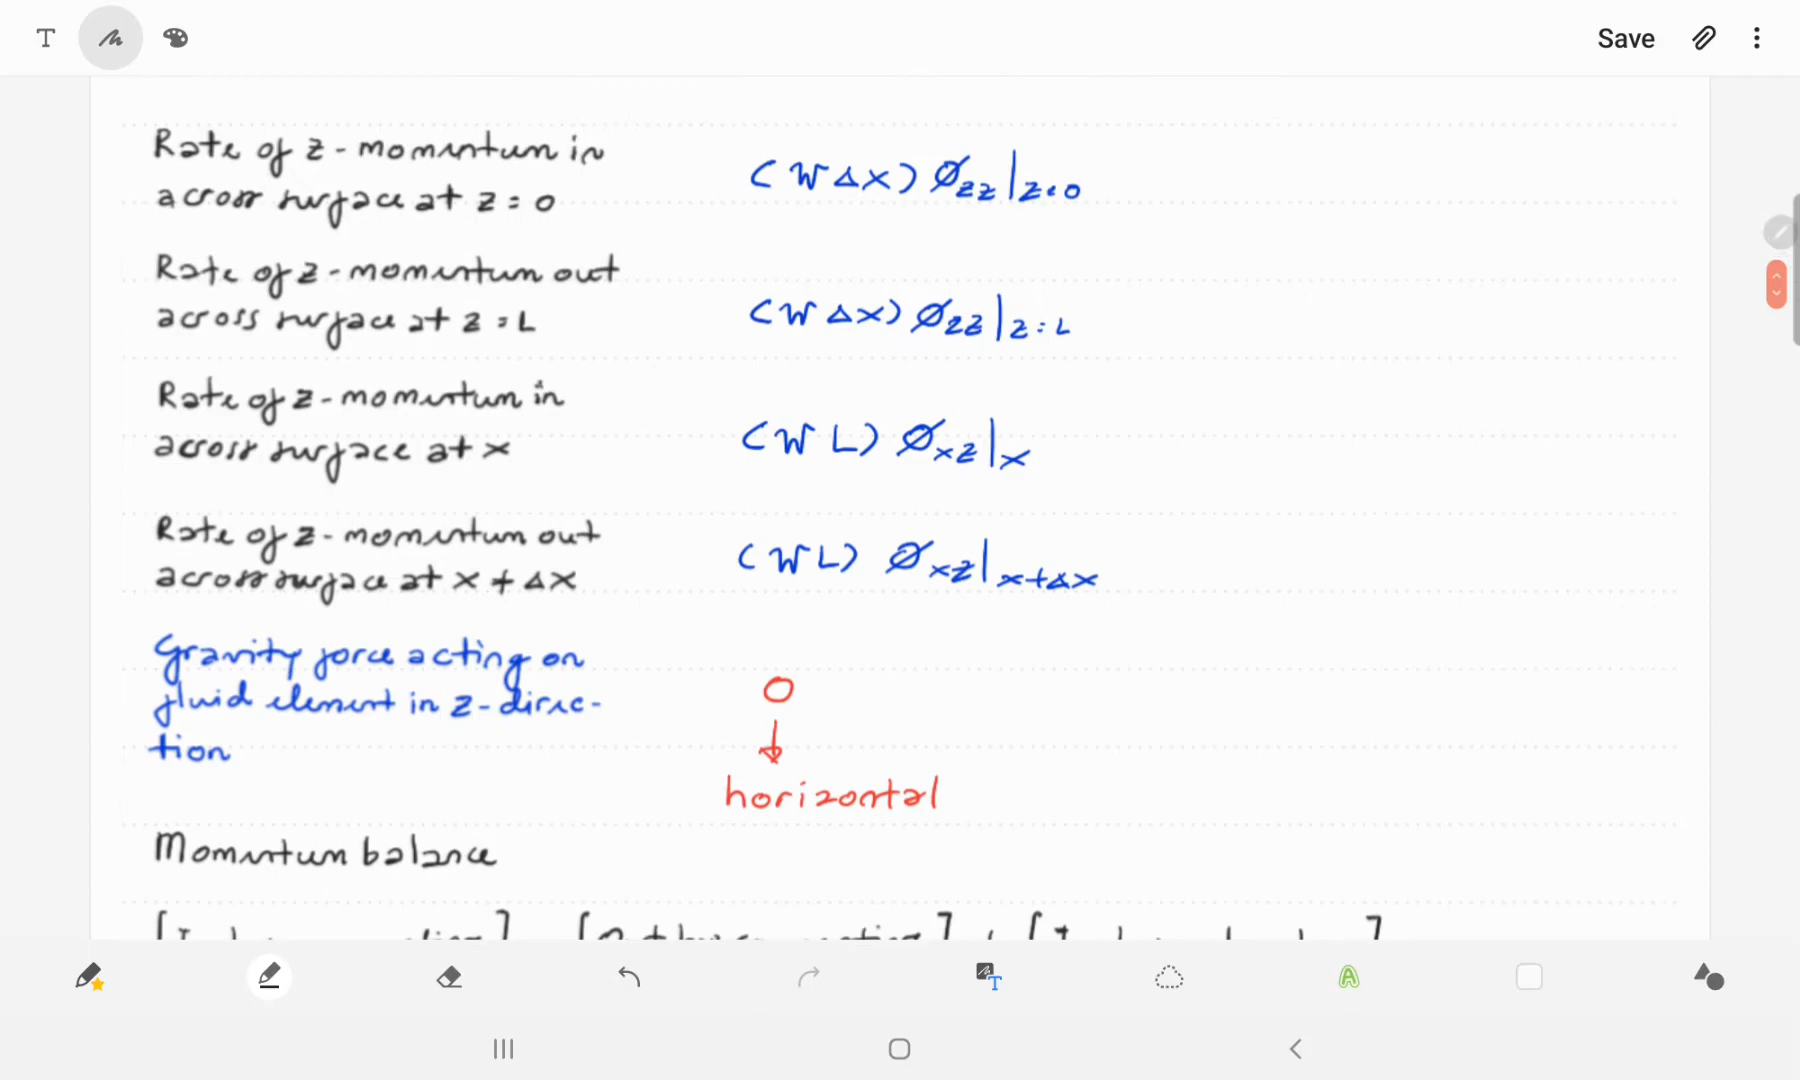 T Save
Rate of z-momentum in
across surface at z=0
(WΔx) ϕzz|z=0
Rate of z-momentum out
across surface at z=L
(WΔx) ϕzz|z=L
Rate of z-momentum in
across surface at x
(WL) ϕxz|x
Rate of z-momentum out
across surface at x+Δx
(WL) ϕxz|x+Δx
Gravity force acting on
fluid element in z-direc-
tion
0
↓
horizontal
Momentum balance